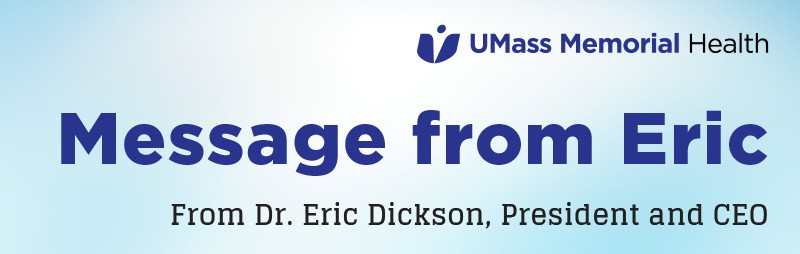 UMass Memorial Health
Message from Eric
From Dr. Eric Dickson, President and CEO